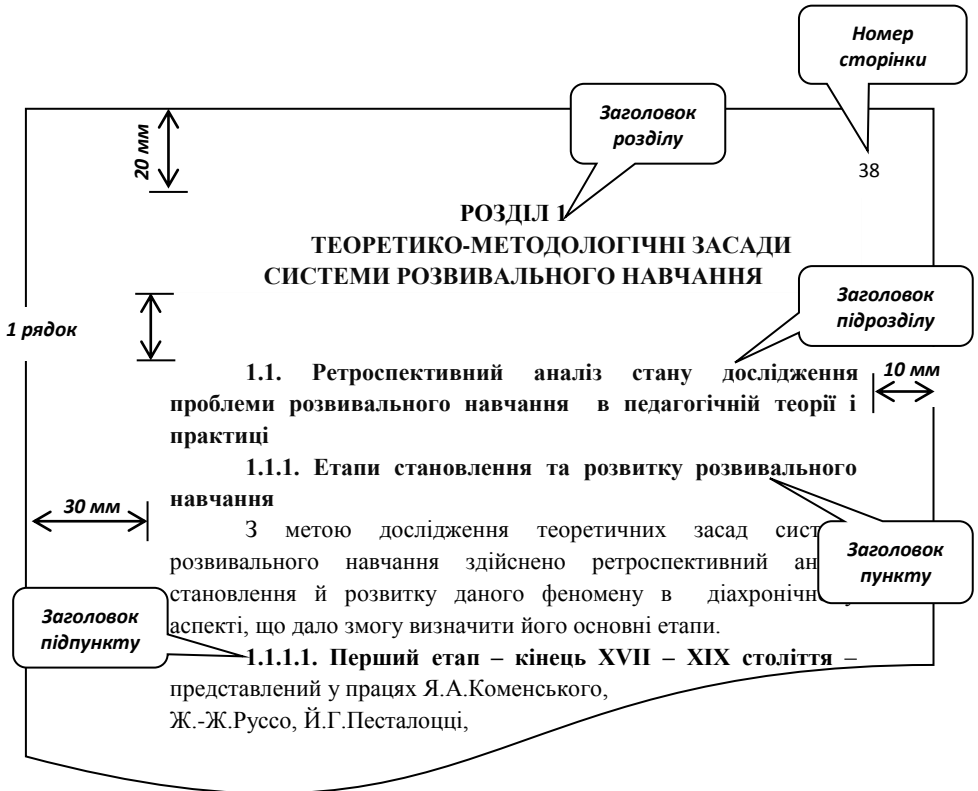 Номер
сторінки
Заголовок
розділу
20 мм
38
РОЗДІЛ 1
ТЕОРЕТИКО-МЕТОДОЛОГІЧНІ ЗАСАДИ
СИСТЕМИ РОЗВИВАЛЬНОГО НАВЧАННЯ
Заголовок
підрозділу
1 рядок
1.1. Ретроспективний аналіз стану дослідження
10 мм
проблеми розвивального навчання в педагогічній теорії і
практиці
1.1.1. Етапи становлення та розвитку розвивального
навчання
30 мм
З метою дослідження теоретичних засад
розвивального навчання здійснено ретроспективний
Заголовок
пункту
становлення й розвитку даного феномену в
Заголовок
підпункту
аспекті, що дало змогу визначити його основні етапи.
1.1.1.1. Перший етап – кінець XVII – XIX століття –
представлений у працях Я.А.Коменського,
Ж.-Ж.Руссо, Й.Г.Песталоцці,